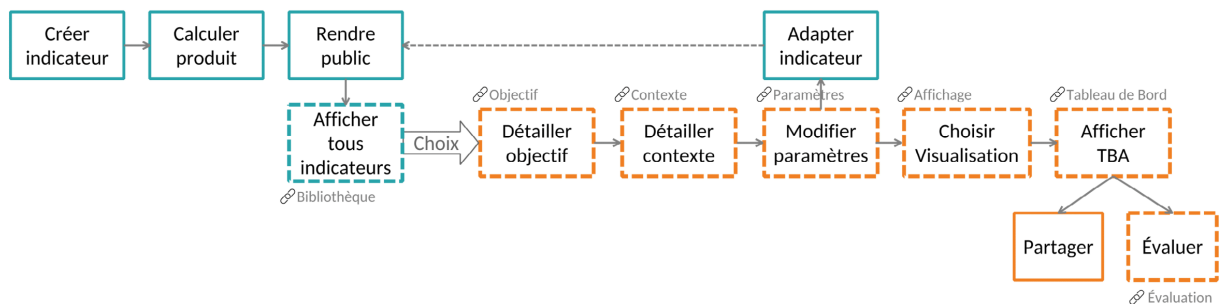 Créer
indicateur
Calculer
produit
Rendre
public
Adapter
indicateur
Afficher
tous
indicateurs
Bibliothèque
Choix
Objectif
Détailler
objectif
Contexte
Détailler
contexte
Paramètres
Modifier
paramètres
Affichage
Choisir
Visualisation
Tableau de Bord
Afficher
TBA
Partager
Évaluer
Évaluation